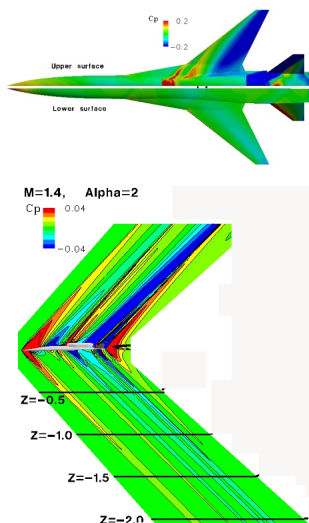 Cp 0.2
-0.2
Upper surface
Lower surface
M=1.4, Alpha=2
Cp 0.04
-0.04
Z=-0.5
Z=-1.0
Z=-1.5
Z=-2.0